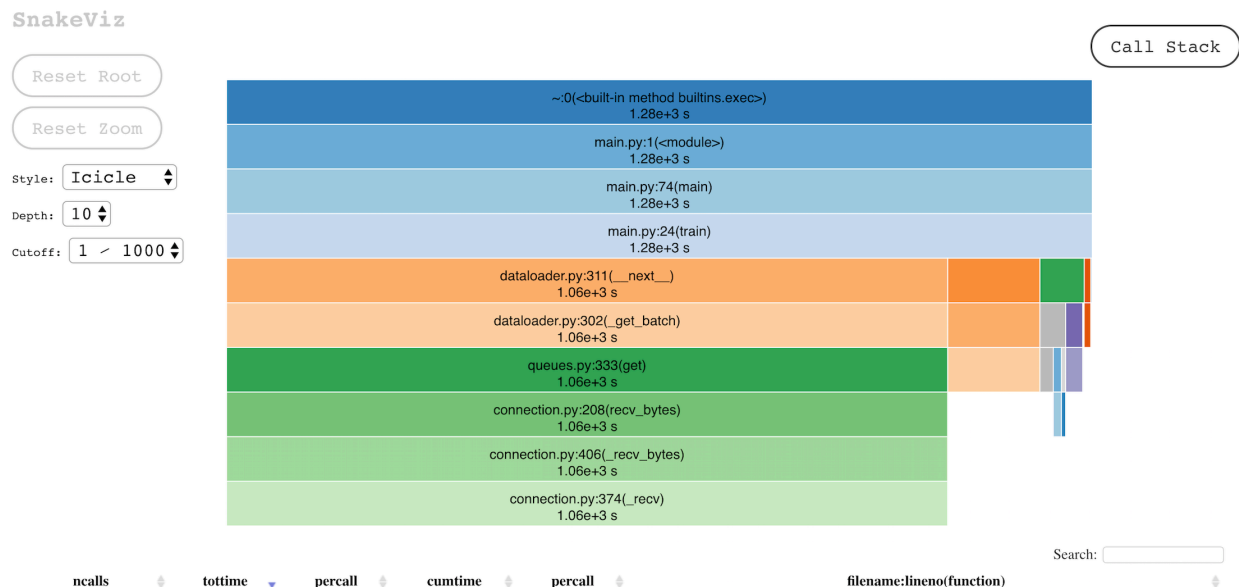 SnakeViz
Call Stack
Reset Root
Reset Zoom
Style: Icicle
Depth: 10
Cutoff: 1 / 1000
~:0(<built-in method builtins.exec>)
1.28e+3 s
main.py:1(<module>)
1.28e+3 s
main.py:74(main)
1.28e+3 s
main.py:24(train)
1.28e+3 s
dataloader.py:311(__next__)
1.06e+3 s
dataloader.py:302(_get_batch)
1.06e+3 s
queues.py:333(get)
1.06e+3 s
connection.py:208(recv_bytes)
1.06e+3 s
connection.py:406(_recv_bytes)
1.06e+3 s
connection.py:374(_recv)
1.06e+3 s
Search:
ncalls tottime percall cumtime percall filename:lineno(function)